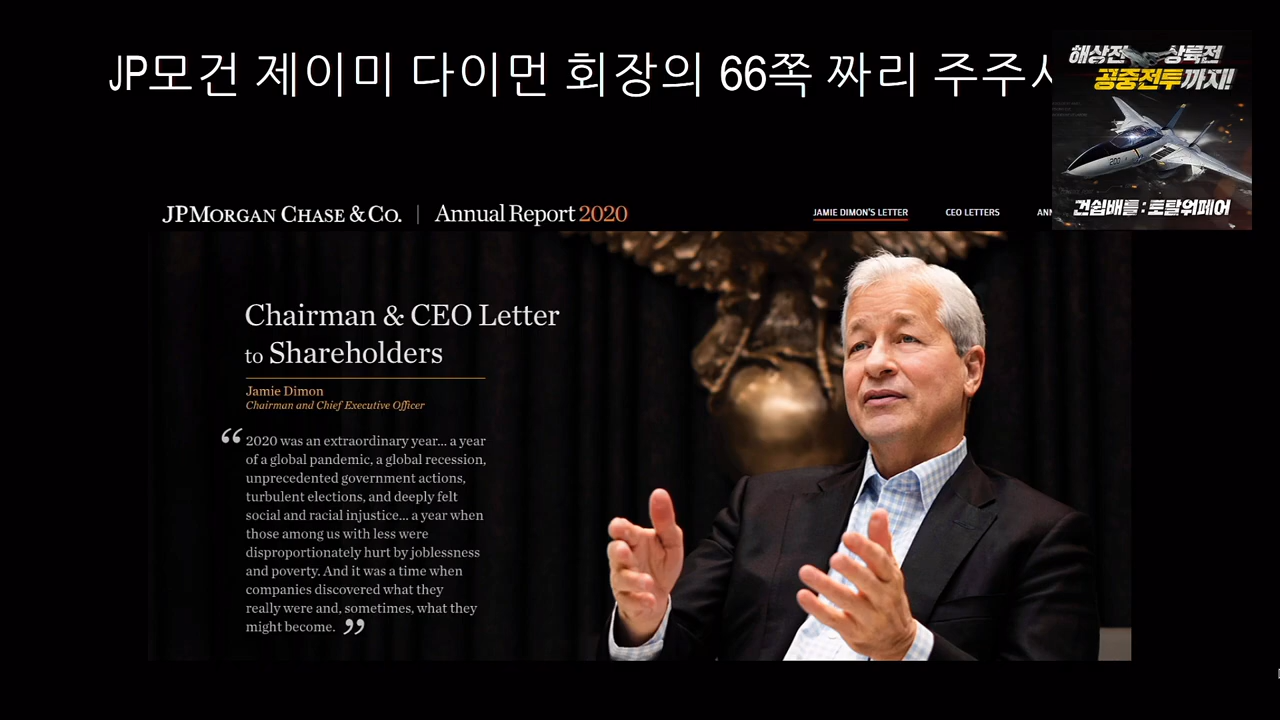 JP모건 제이미 다이먼 회장의 66쪽 짜리 주주
해상전 상륙전
공중전투까지!
200
건쉽배틀 : 토탈워페어
JPMORGAN CHASE & CO. | Annual Report 2020
JAMIE DIMON'S LETTER
CEO LETTERS
Chairman & CEO Letter
to Shareholders
Jamie Dimon
Chairman and Chief Executive Officer
“ 2020 was an extraordinary year... a year
of a global pandemic, a global recession,
unprecedented government actions,
turbulent elections, and deeply felt
social and racial injustice... a year when
those among us with less were
disproportionately hurt by joblessness
and poverty. And it was a time when
companies discovered what they
really were and, sometimes, what they
might become. ”